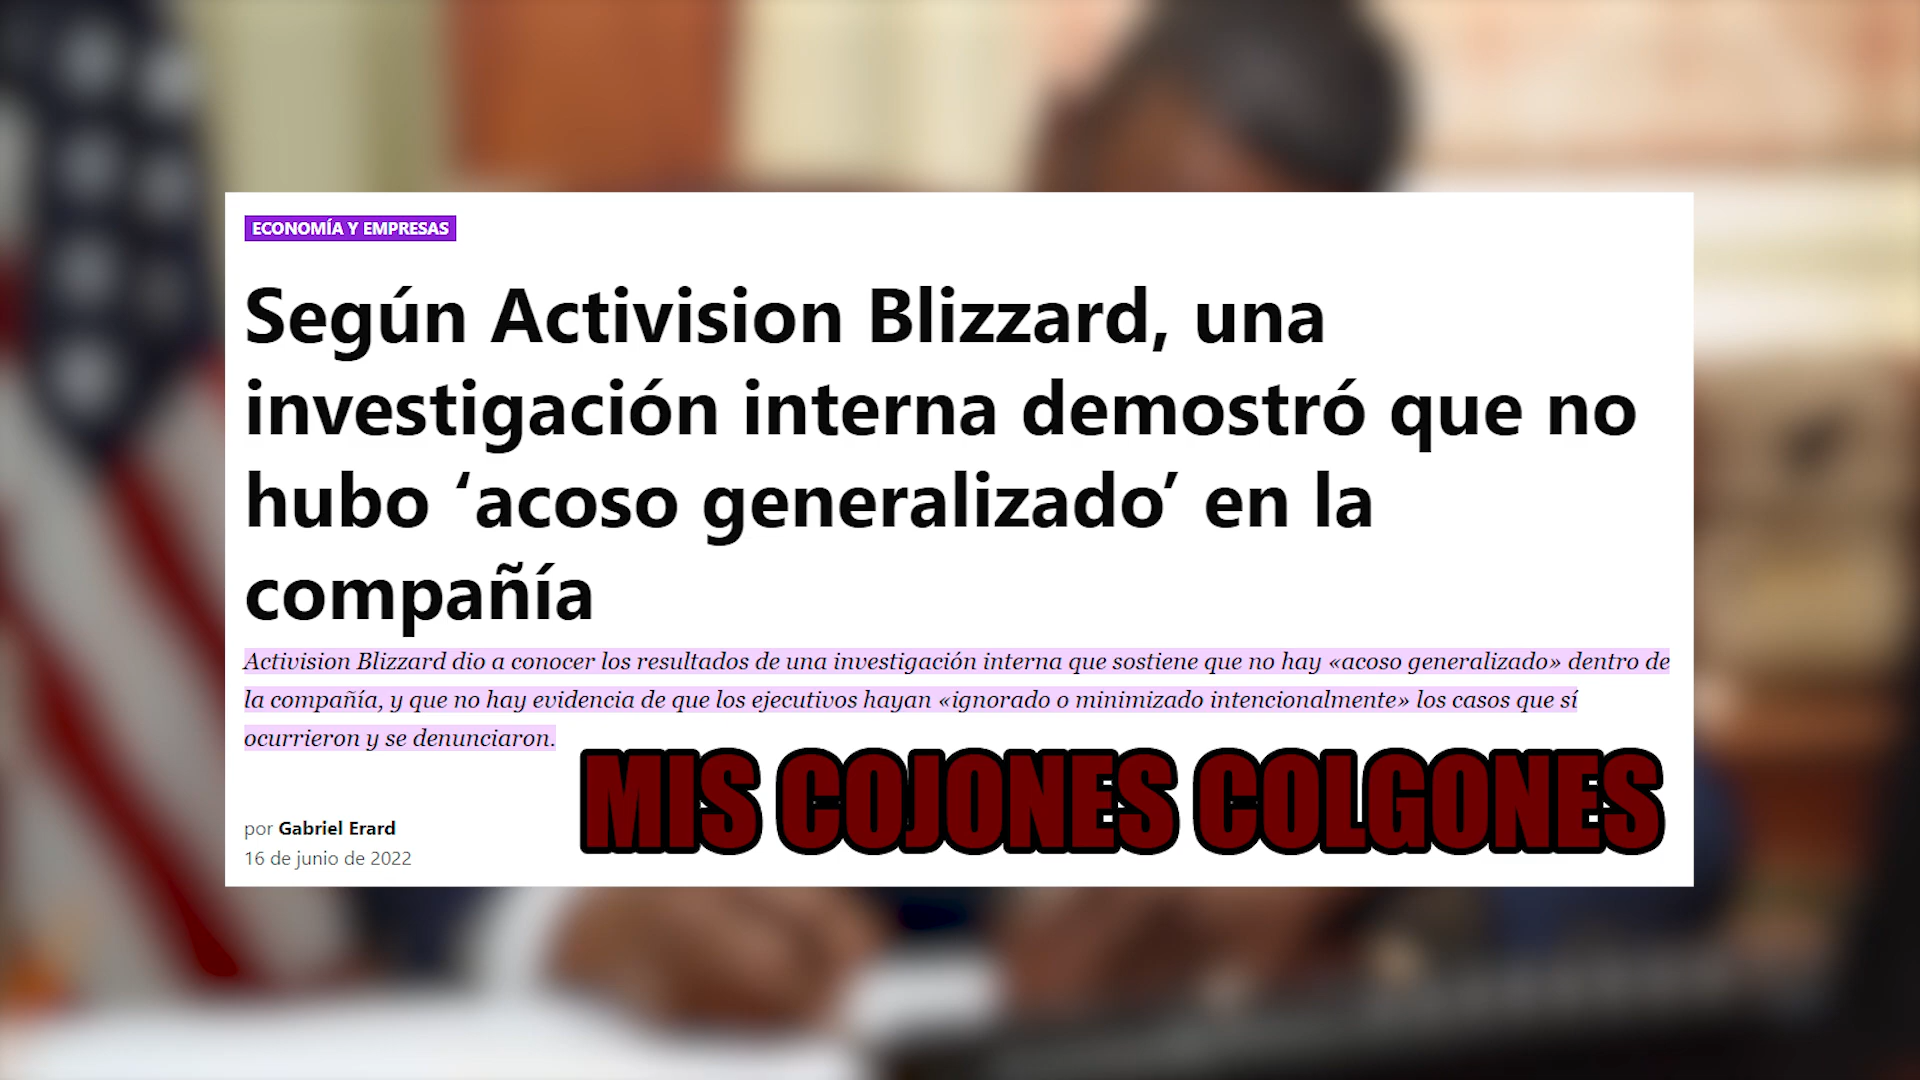 ECONOMÍA Y EMPRESAS
Según Activision Blizzard, una
investigación interna demostró que no
hubo ‘acoso generalizado’ en la
compañía
Activision Blizzard dio a conocer los resultados de una investigación interna que sostiene que no hay «acoso generalizado» dentro de
la compañía, y que no hay evidencia de que los ejecutivos hayan «ignorado o minimizado intencionalmente» los casos que sí
ocurrieron y se denunciaron.
MIS COJONES COLGONES
por Gabriel Erard
16 de junio de 2022